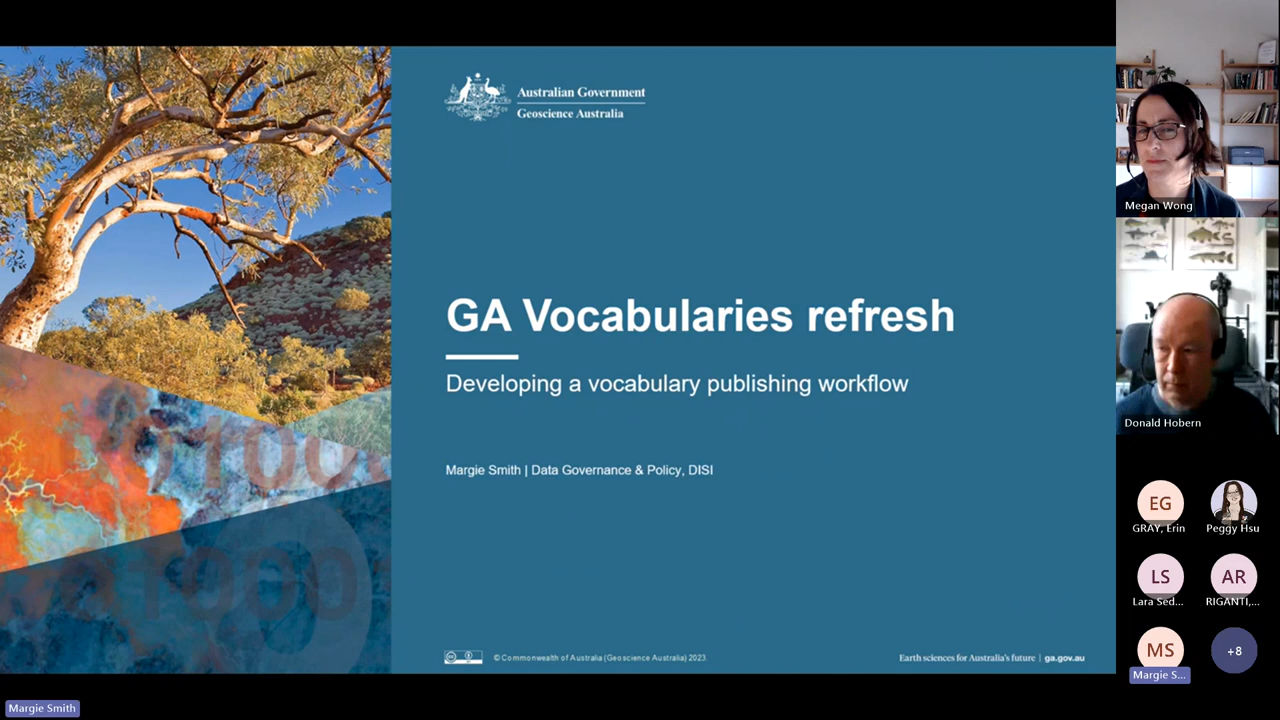 Australian Government
Geoscience Australia
GA Vocabularies refresh
Developing a vocabulary publishing workflow
Margie Smith | Data Governance & Policy, DISI
© Commonwealth of Australia (Geoscience Australia) 2023.
Earth sciences for Australia's future | ga.gov.au
Megan Wong
Donald Hobern
EG
GRAY, Erin
Peggy Hsu
LS
Lara Sed...
AR
RIGANTI,...
MS
Margie S...
+8
Margie Smith